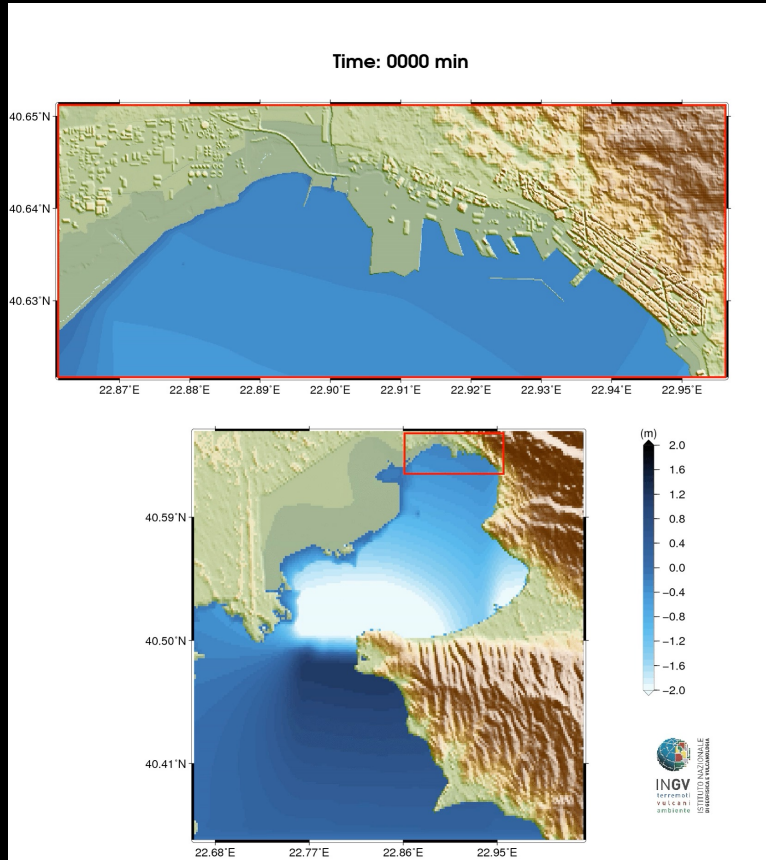 Time: 0000 min
40.65°N
40.64°N
40.63°N
22.87°E 22.88°E 22.89°E 22.90°E 22.91°E 22.92°E 22.93°E 22.94°E 22.95°E
(m)
2.0
1.6
1.2
0.8
0.4
0.0
−0.4
−0.8
−1.2
−1.6
−2.0
40.59°N
40.50°N
40.41°N
22.68°E 22.77°E 22.86°E 22.95°E
INGV
terremoti
vulcani
ambiente
ISTITUTO NAZIONALE
DI GEOFISICA E VULCANOLOGIA